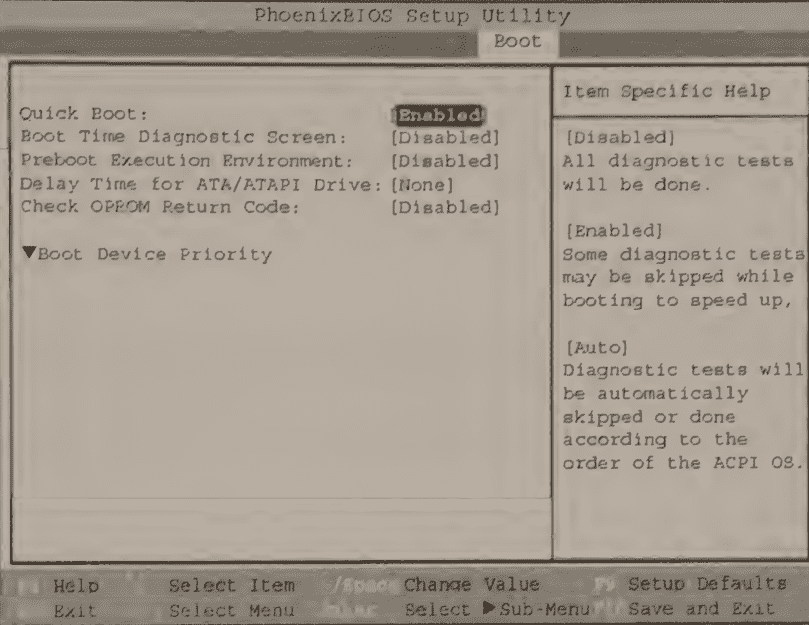 PhoenixBIOS Setup Utility
Boot
Quick Boot: [Enabled]
Boot Time Diagnostic Screen: [Disabled]
Preboot Execution Environment: [Disabled]
Delay Time for ATA/ATAPI Drive: [None]
Check OPROM Return Code: [Disabled]
▼Boot Device Priority
Item Specific Help
[Disabled]
All diagnostic tests
will be done.
[Enabled]
Some diagnostic tests
may be skipped while
booting to speed up,
[Auto]
Diagnostic tests will
be automatically
skipped or done
according to the
order of the ACPI OS.
Help Select Item /Space Change Value F9 Setup Defaults
Exit Select Menu Enter Select ▶Sub-Menu Save and Exit